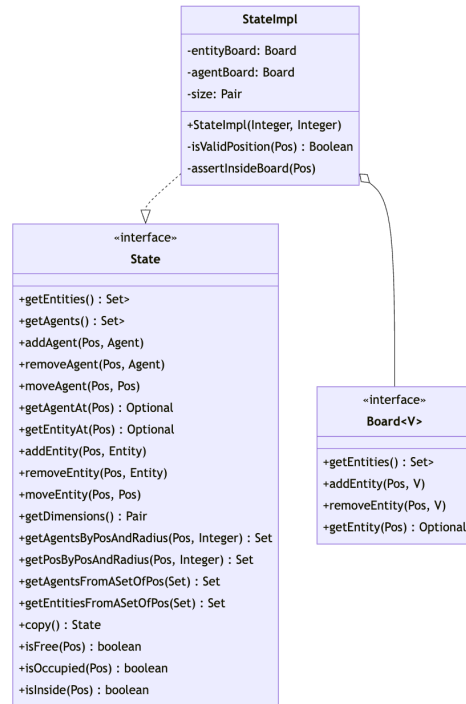 StateImpl
-entityBoard: Board
-agentBoard: Board
-size: Pair
+StateImpl(Integer, Integer)
-isValidPosition(Pos) : Boolean
-assertInsideBoard(Pos)
«interface»
State
+getEntities() : Set>
+getAgents() : Set>
+addAgent(Pos, Agent)
+removeAgent(Pos, Agent)
+moveAgent(Pos, Pos)
+getAgentAt(Pos) : Optional
+getEntityAt(Pos) : Optional
+addEntity(Pos, Entity)
+removeEntity(Pos, Entity)
+moveEntity(Pos, Pos)
+getDimensions() : Pair
+getAgentsByPosAndRadius(Pos, Integer) : Set
+getPosByPosAndRadius(Pos, Integer) : Set
+getAgentsFromASetOfPos(Set) : Set
+getEntitiesFromASetOfPos(Set) : Set
+copy() : State
+isFree(Pos) : boolean
+isOccupied(Pos) : boolean
+isInside(Pos) : boolean
«interface»
Board<V>
+getEntities() : Set>
+addEntity(Pos, V)
+removeEntity(Pos, V)
+getEntity(Pos) : Optional